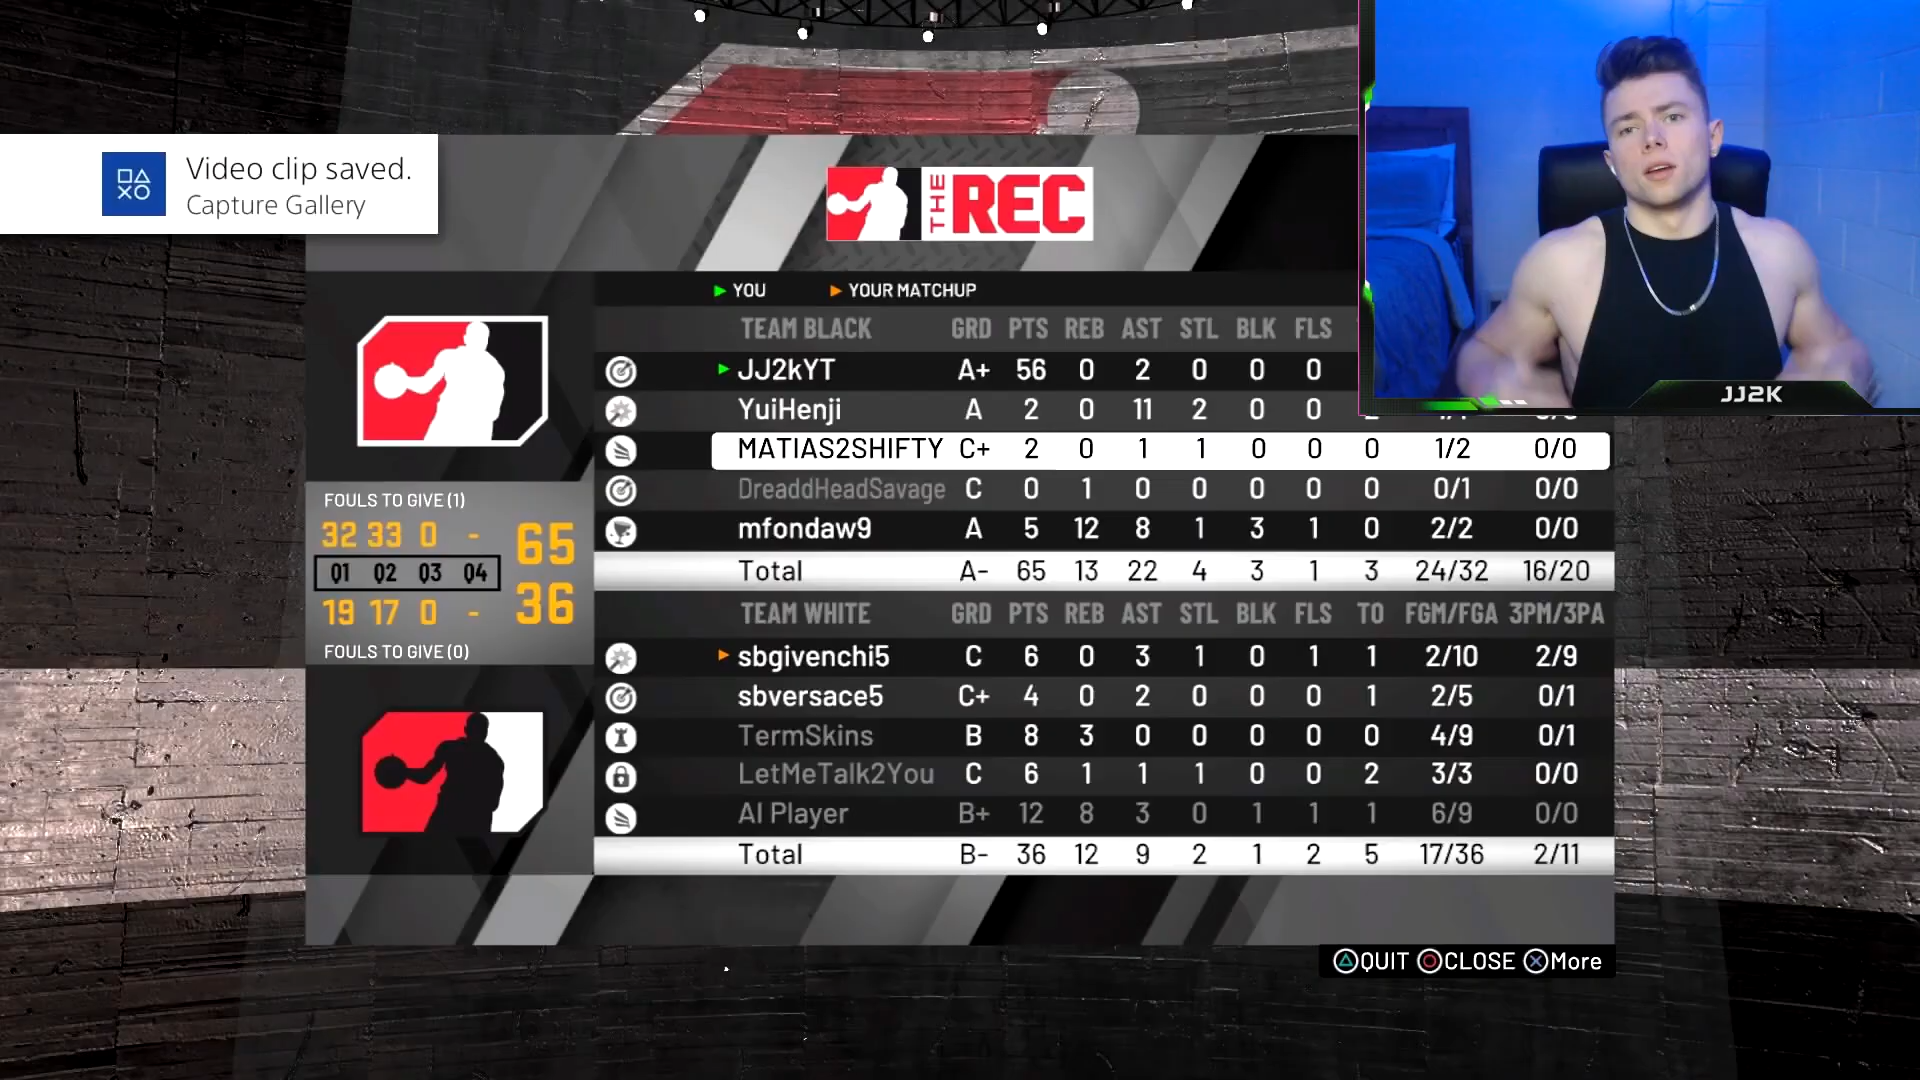 Video clip saved.
Capture Gallery
THE REC
YOU YOUR MATCHUP
TEAM BLACK GRD PTS REB AST STL BLK FLS
JJ2kYT A+ 56 0 2 0 0 0
YuiHenji A 2 0 11 2 0 0
MATIAS2SHIFTY C+ 2 0 1 1 0 0 0 1/2 0/0
DreaddHeadSavage C 0 1 0 0 0 0 0 0/1 0/0
mfondaw9 A 5 12 8 1 3 1 0 2/2 0/0
Total A- 65 13 22 4 3 1 3 24/32 16/20
FOULS TO GIVE (1)
32 33 0 - 65
Q1 Q2 Q3 Q4
19 17 0 - 36
FOULS TO GIVE (0)
TEAM WHITE GRD PTS REB AST STL BLK FLS TO FGM/FGA 3PM/3PA
sbgivenchi5 C 6 0 3 1 0 1 1 2/10 2/9
sbversace5 C+ 4 0 2 0 0 0 1 2/5 0/1
TermSkins B 8 3 0 0 0 0 0 4/9 0/1
LetMeTalk2You C 6 1 1 1 0 0 2 3/3 0/0
AI Player B+ 12 8 3 0 1 1 1 6/9 0/0
Total B- 36 12 9 2 1 2 5 17/36 2/11
QUIT CLOSE More
JJ2K